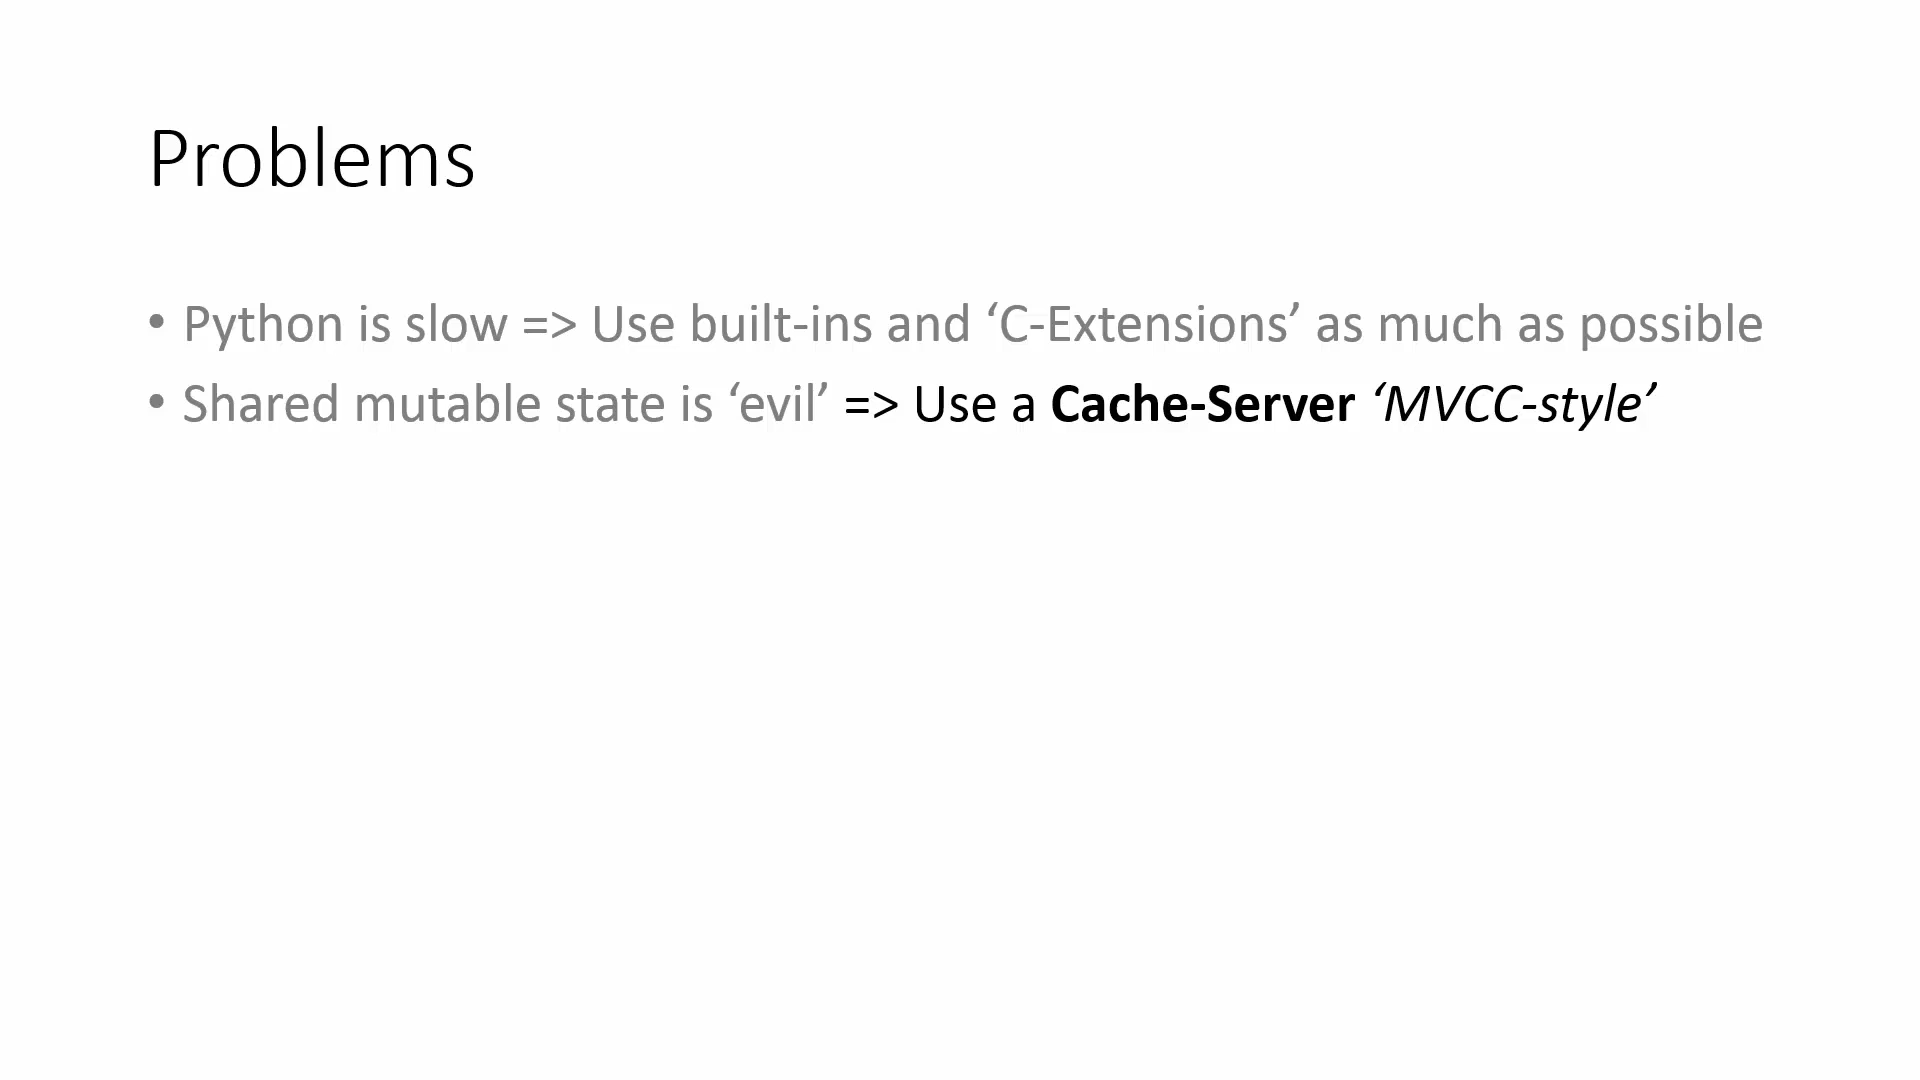 Problems
• Python is slow => Use built-ins and ‘C-Extensions’ as much as possible
• Shared mutable state is ‘evil’ => Use a Cache-Server ‘MVCC-style’